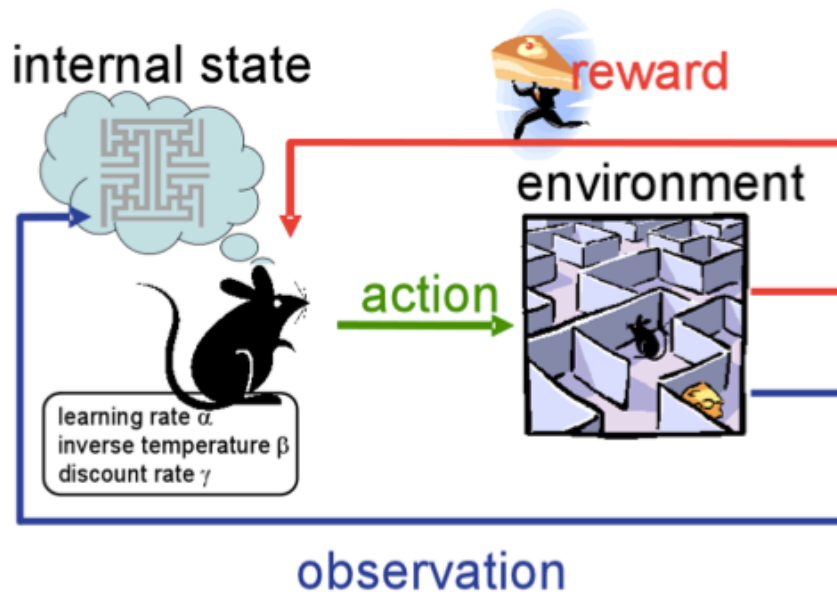 internal state
reward
environment
action
learning rate α
inverse temperature β
discount rate γ
observation